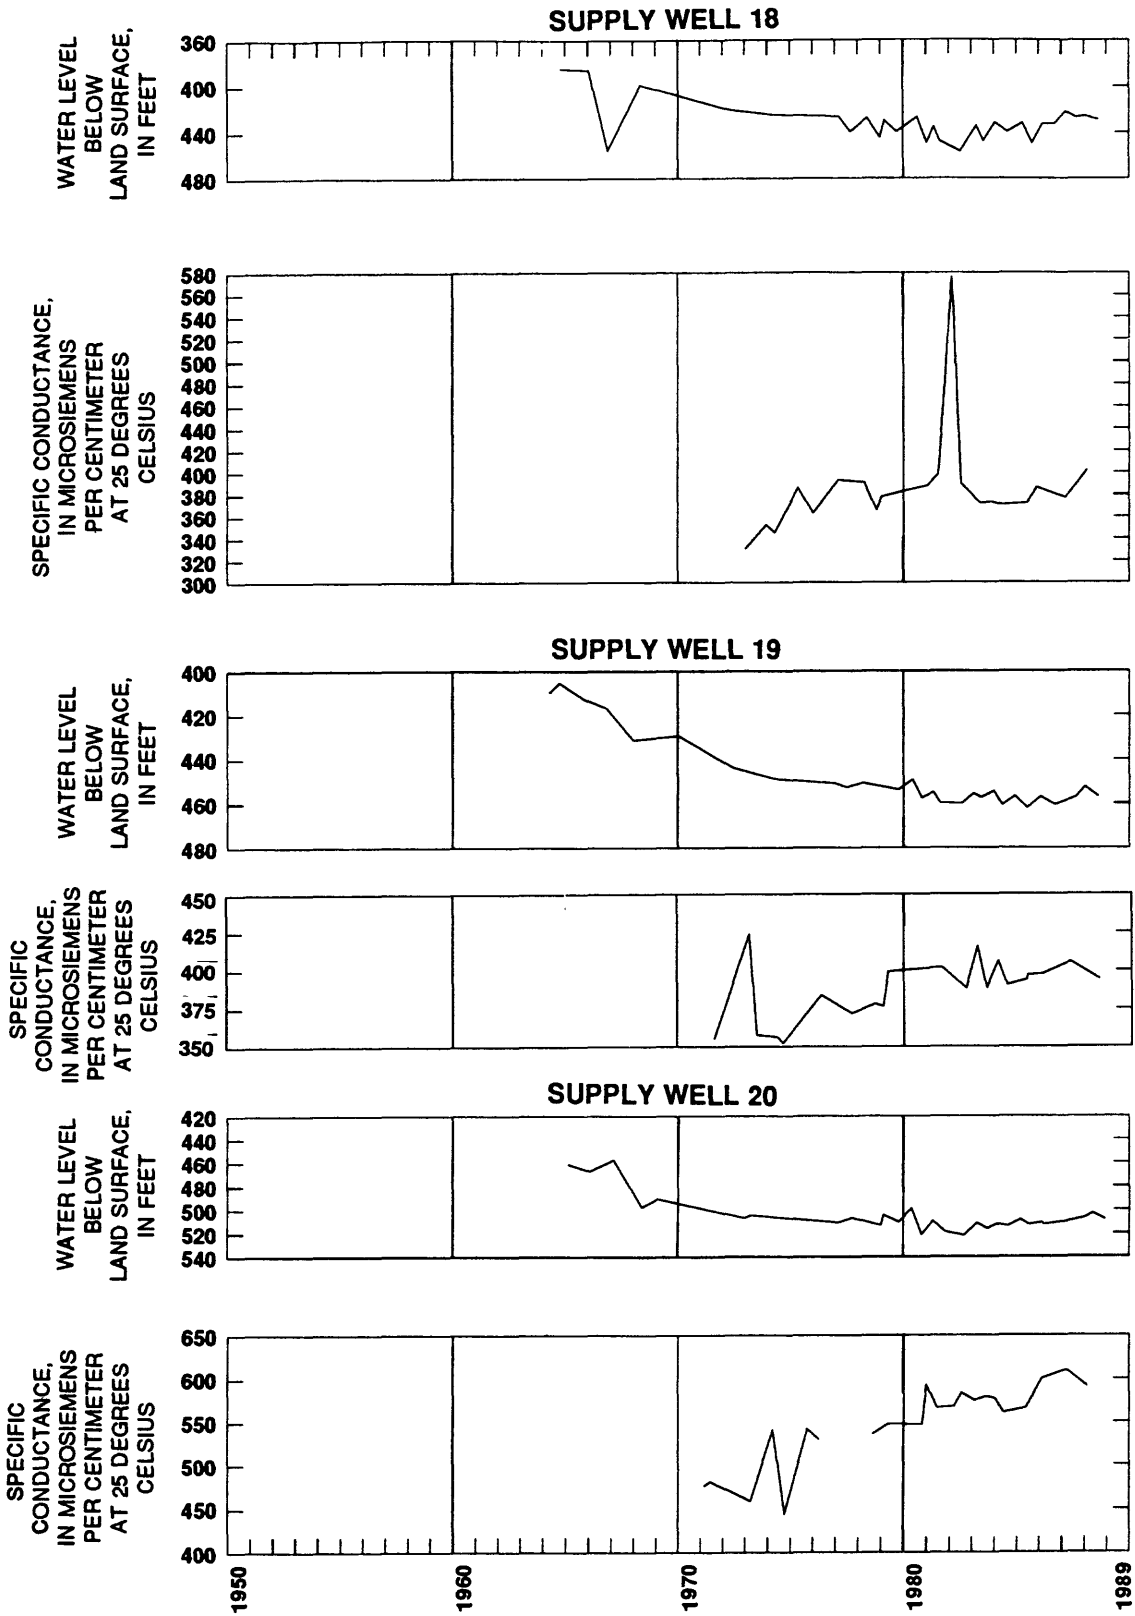 SUPPLY WELL 18
WATER LEVEL
BELOW
LAND SURFACE,
IN FEET
360
400
440
480
SPECIFIC CONDUCTANCE,
IN MICROSIEMENS
PER CENTIMETER
AT 25 DEGREES
CELSIUS
580
560
540
520
500
480
460
440
420
400
380
360
340
320
300
SUPPLY WELL 19
WATER LEVEL
BELOW
LAND SURFACE,
IN FEET
400
420
440
460
480
SPECIFIC
CONDUCTANCE,
IN MICROSIEMENS
PER CENTIMETER
AT 25 DEGREES
CELSIUS
450
425
400
375
350
SUPPLY WELL 20
WATER LEVEL
BELOW
LAND SURFACE,
IN FEET
420
440
460
480
500
520
540
SPECIFIC
CONDUCTANCE,
IN MICROSIEMENS
PER CENTIMETER
AT 25 DEGREES
CELSIUS
650
600
550
500
450
400
1950
1960
1970
1980
1989